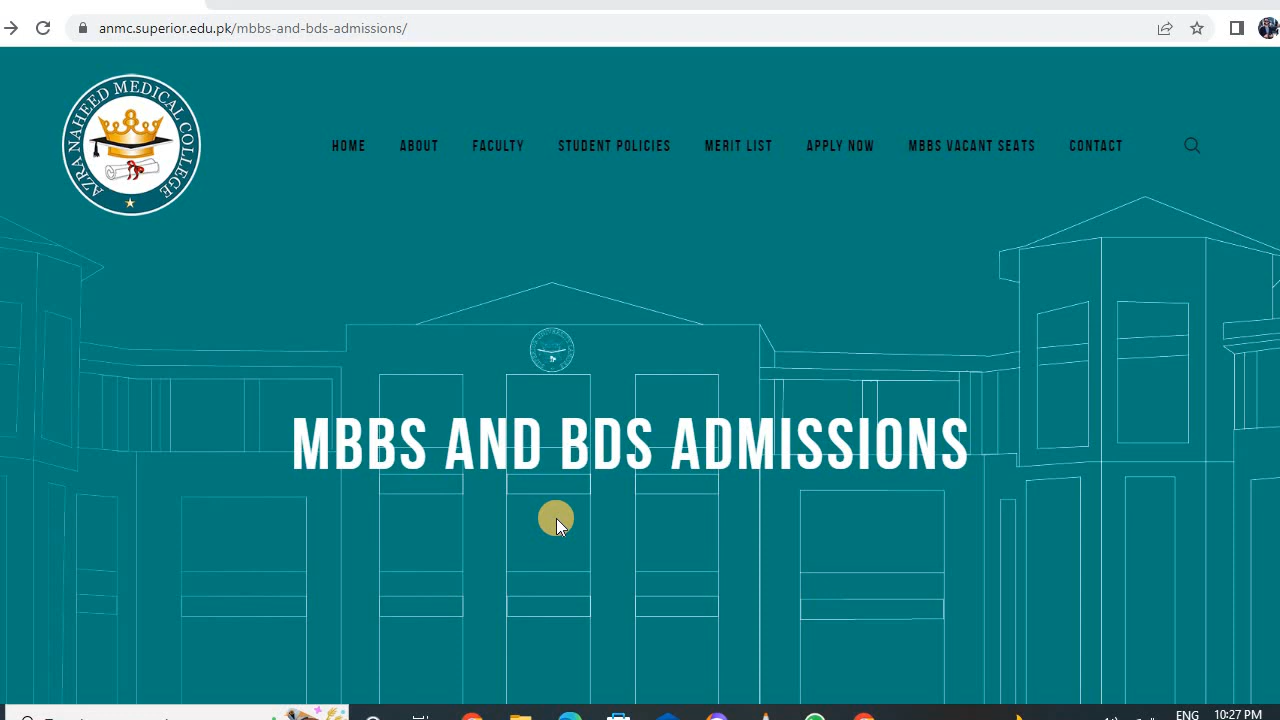 anmc.superior.edu.pk/mbbs-and-bds-admissions/
AZRA NAHEED MEDICAL COLLEGE
HOME ABOUT FACULTY STUDENT POLICIES MERIT LIST APPLY NOW MBBS VACANT SEATS CONTACT
MBBS AND BDS ADMISSIONS
ENG 10:27 PM